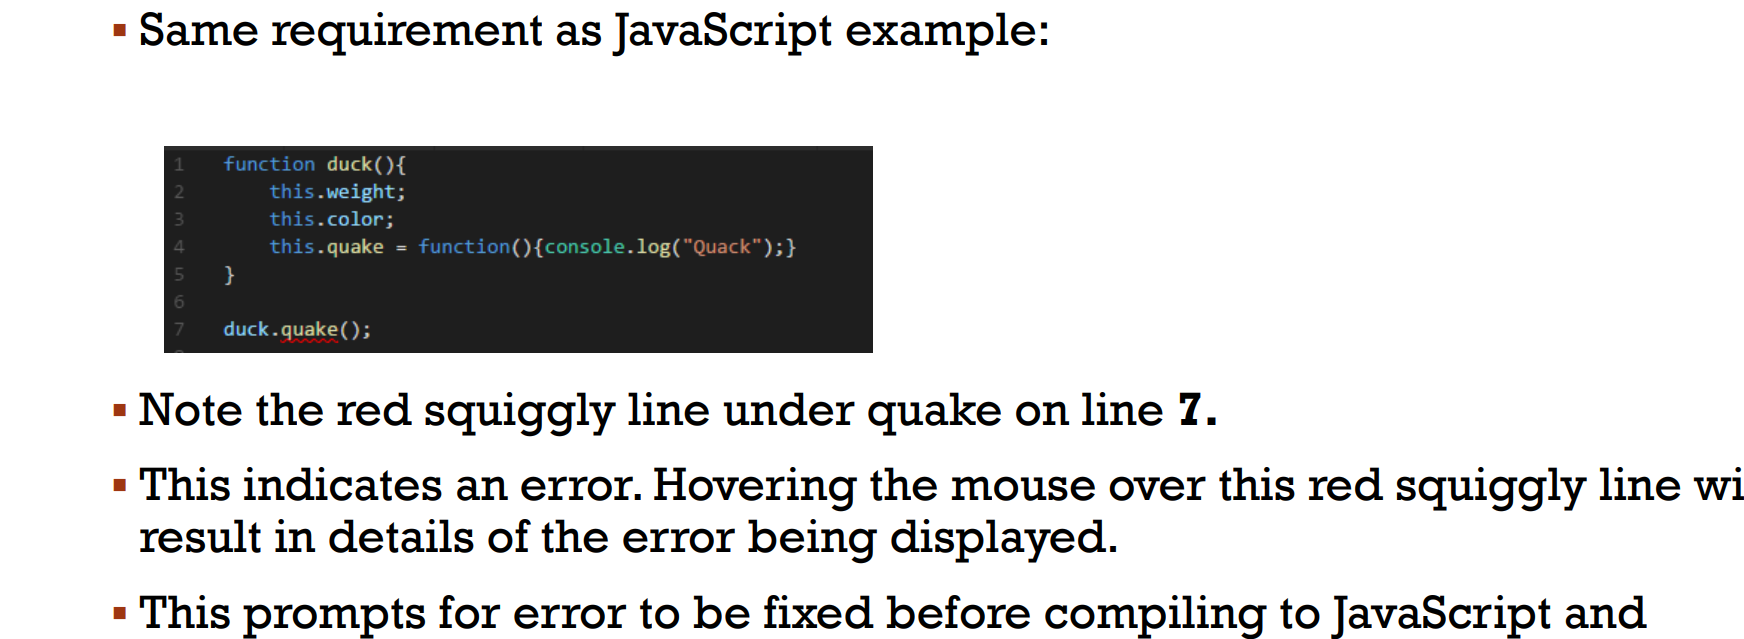 ▪ Same requirement as JavaScript example:
1 function duck(){
2 this.weight;
3 this.color;
4 this.quake = function(){console.log("Quack");}
5 }
6
7 duck.quake();
▪ Note the red squiggly line under quake on line 7.
▪ This indicates an error. Hovering the mouse over this red squiggly line wi
result in details of the error being displayed.
▪ This prompts for error to be fixed before compiling to JavaScript and